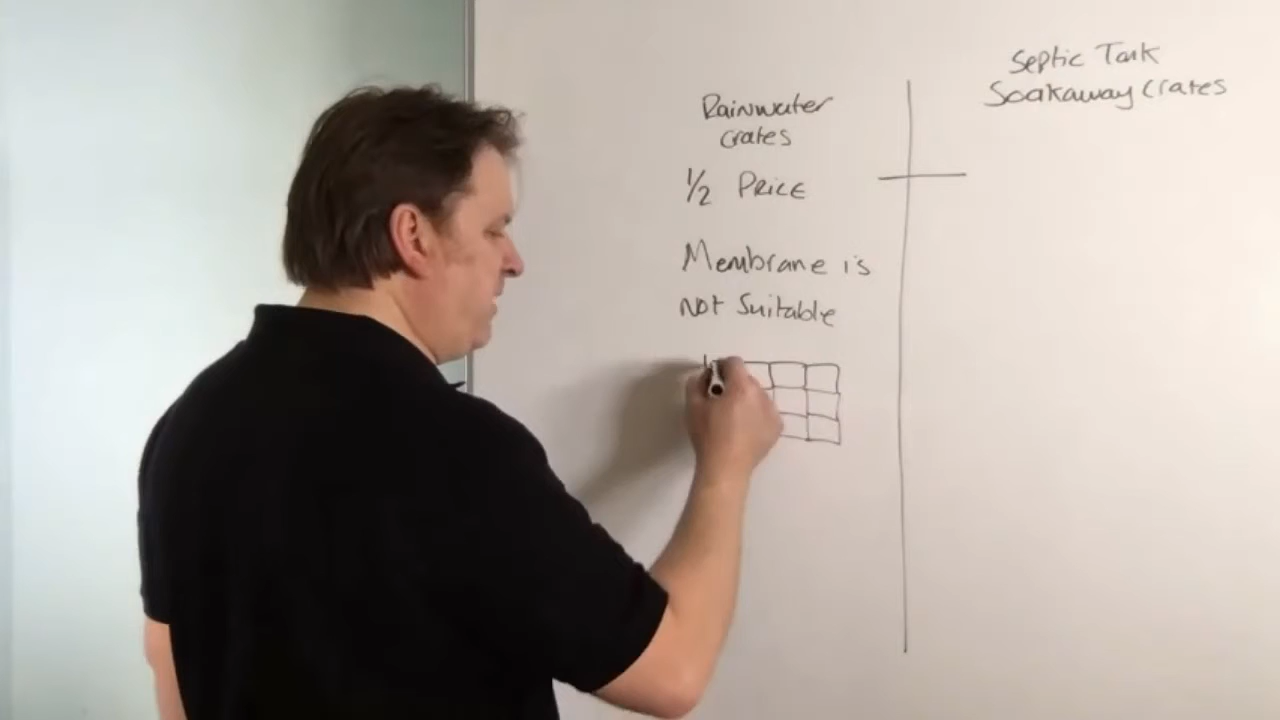 Septic Tank
Soakaway Crates
Rainwater
crates
1/2 PRICE
Membrane is
not Suitable